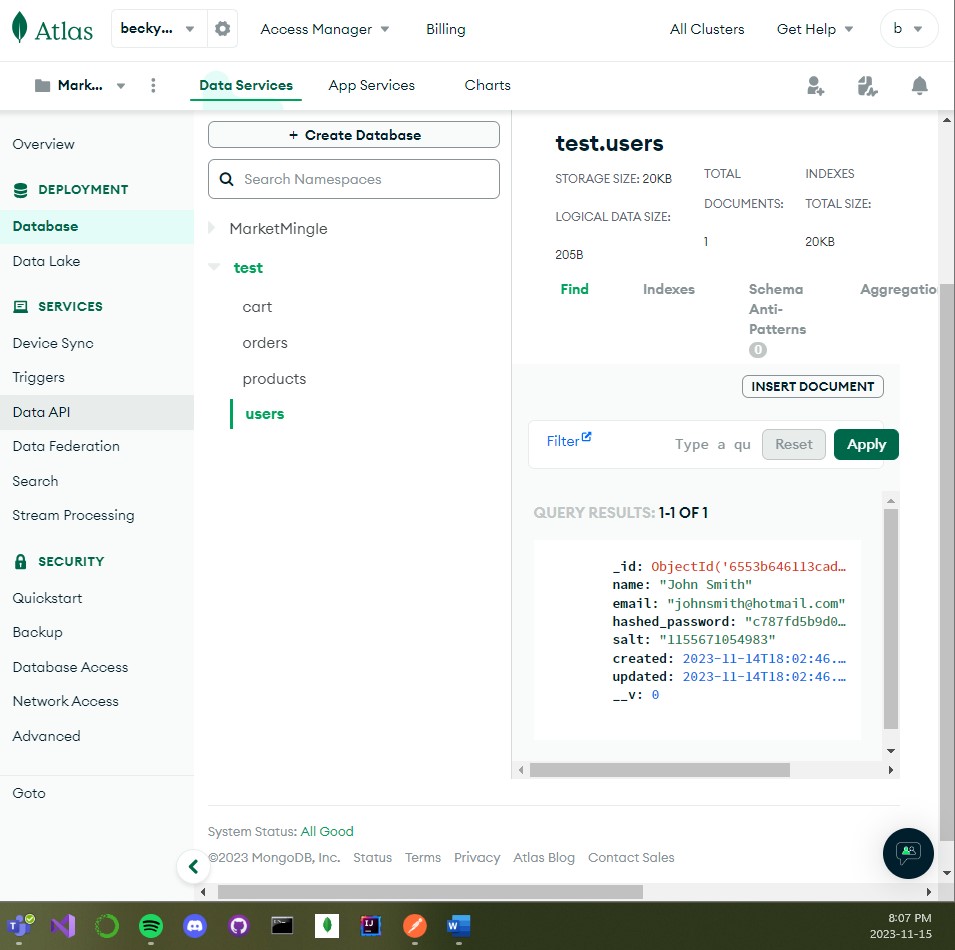 Atlas
becky...
Access Manager
Billing
All Clusters
Get Help
b
Mark...
Data Services
App Services
Charts
Overview
DEPLOYMENT
Database
Data Lake
SERVICES
Device Sync
Triggers
Data API
Data Federation
Search
Stream Processing
SECURITY
Quickstart
Backup
Database Access
Network Access
Advanced
Goto
+ Create Database
Search Namespaces
MarketMingle
test
cart
orders
products
users
test.users
STORAGE SIZE: 20KB
LOGICAL DATA SIZE:
205B
TOTAL
DOCUMENTS:
1
INDEXES
TOTAL SIZE:
20KB
Find
Indexes
Schema
Anti-
Patterns
0
Aggregatio
INSERT DOCUMENT
Filter
Type a qu
Reset
Apply
QUERY RESULTS: 1-1 OF 1
_id: ObjectId('6553b646113cad…
name: "John Smith"
email: "johnsmith@hotmail.com"
hashed_password: "c787fd5b9d0…
salt: "1155671054983"
created: 2023-11-14T18:02:46.…
updated: 2023-11-14T18:02:46.…
__v: 0
System Status: All Good
©2023 MongoDB, Inc.
Status
Terms
Privacy
Atlas Blog
Contact Sales
8:07 PM
2023-11-15